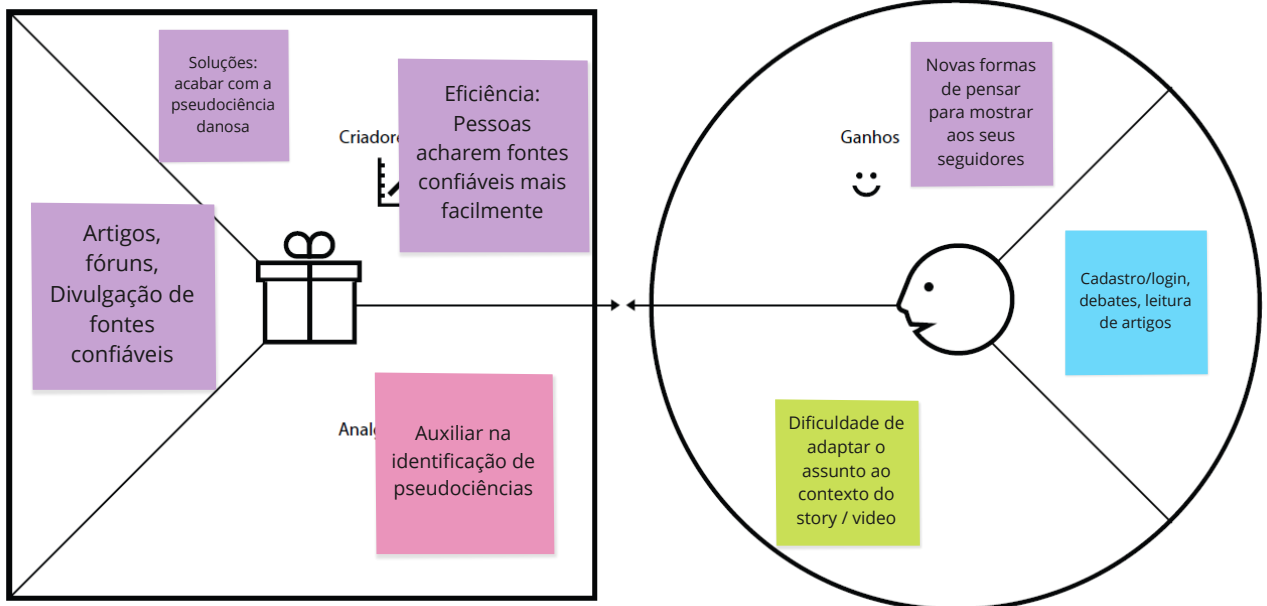 Soluções:
acabar com a
pseudociência
danosa
Eficiência:
Pessoas
acharem fontes
confiáveis mais
facilmente
Artigos,
fóruns,
Divulgação de
fontes
confiáveis
Auxiliar na
identificação de
pseudociências
Ganhos
Novas formas
de pensar
para mostrar
aos seus
seguidores
Cadastro/login,
debates, leitura
de artigos
Dificuldade de
adaptar o
assunto ao
contexto do
story / video